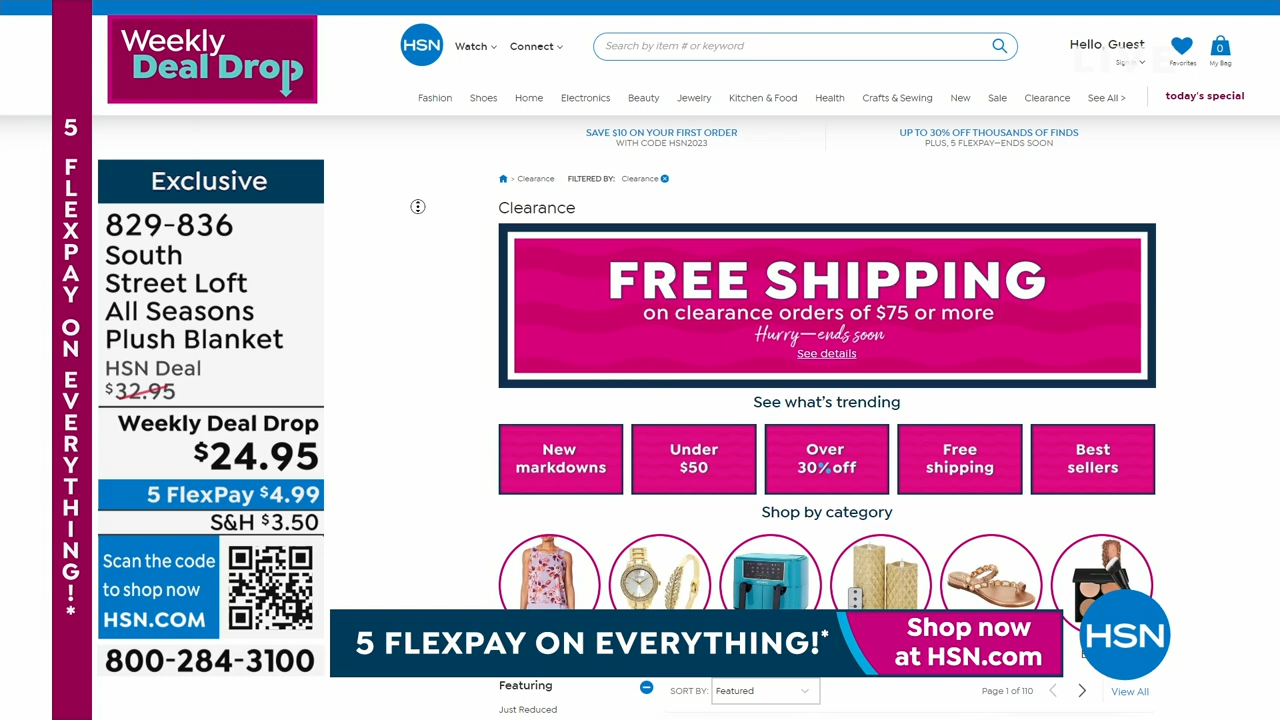 Weekly
Deal Drop
5 FLEXPAY ON EVERYTHING!*
Exclusive
829-836
South
Street Loft
All Seasons
Plush Blanket
HSN Deal
$32.95
Weekly Deal Drop
$24.95
5 FlexPay $4.99
S&H $3.50
Scan the code
to shop now
HSN.COM
800-284-3100
HSN
Watch
Connect
Search by item # or keyword
Hello, Guest
Sign in
Favorites
0
My Bag
LIVE
Fashion Shoes Home Electronics Beauty Jewelry Kitchen & Food Health Crafts & Sewing New Sale Clearance See All >
today's special
SAVE $10 ON YOUR FIRST ORDER
WITH CODE HSN2023
UP TO 30% OFF THOUSANDS OF FINDS
PLUS, 5 FLEXPAY—ENDS SOON
> Clearance FILTERED BY: Clearance
Clearance
FREE SHIPPING
on clearance orders of $75 or more
Hurry—ends soon
See details
See what's trending
New
markdowns
Under
$50
Over
30% off
Free
shipping
Best
sellers
Shop by category
5 FLEXPAY ON EVERYTHING!*
Shop now
at HSN.com
HSN
Featuring
Just Reduced
SORT BY: Featured
Page 1 of 110
View All